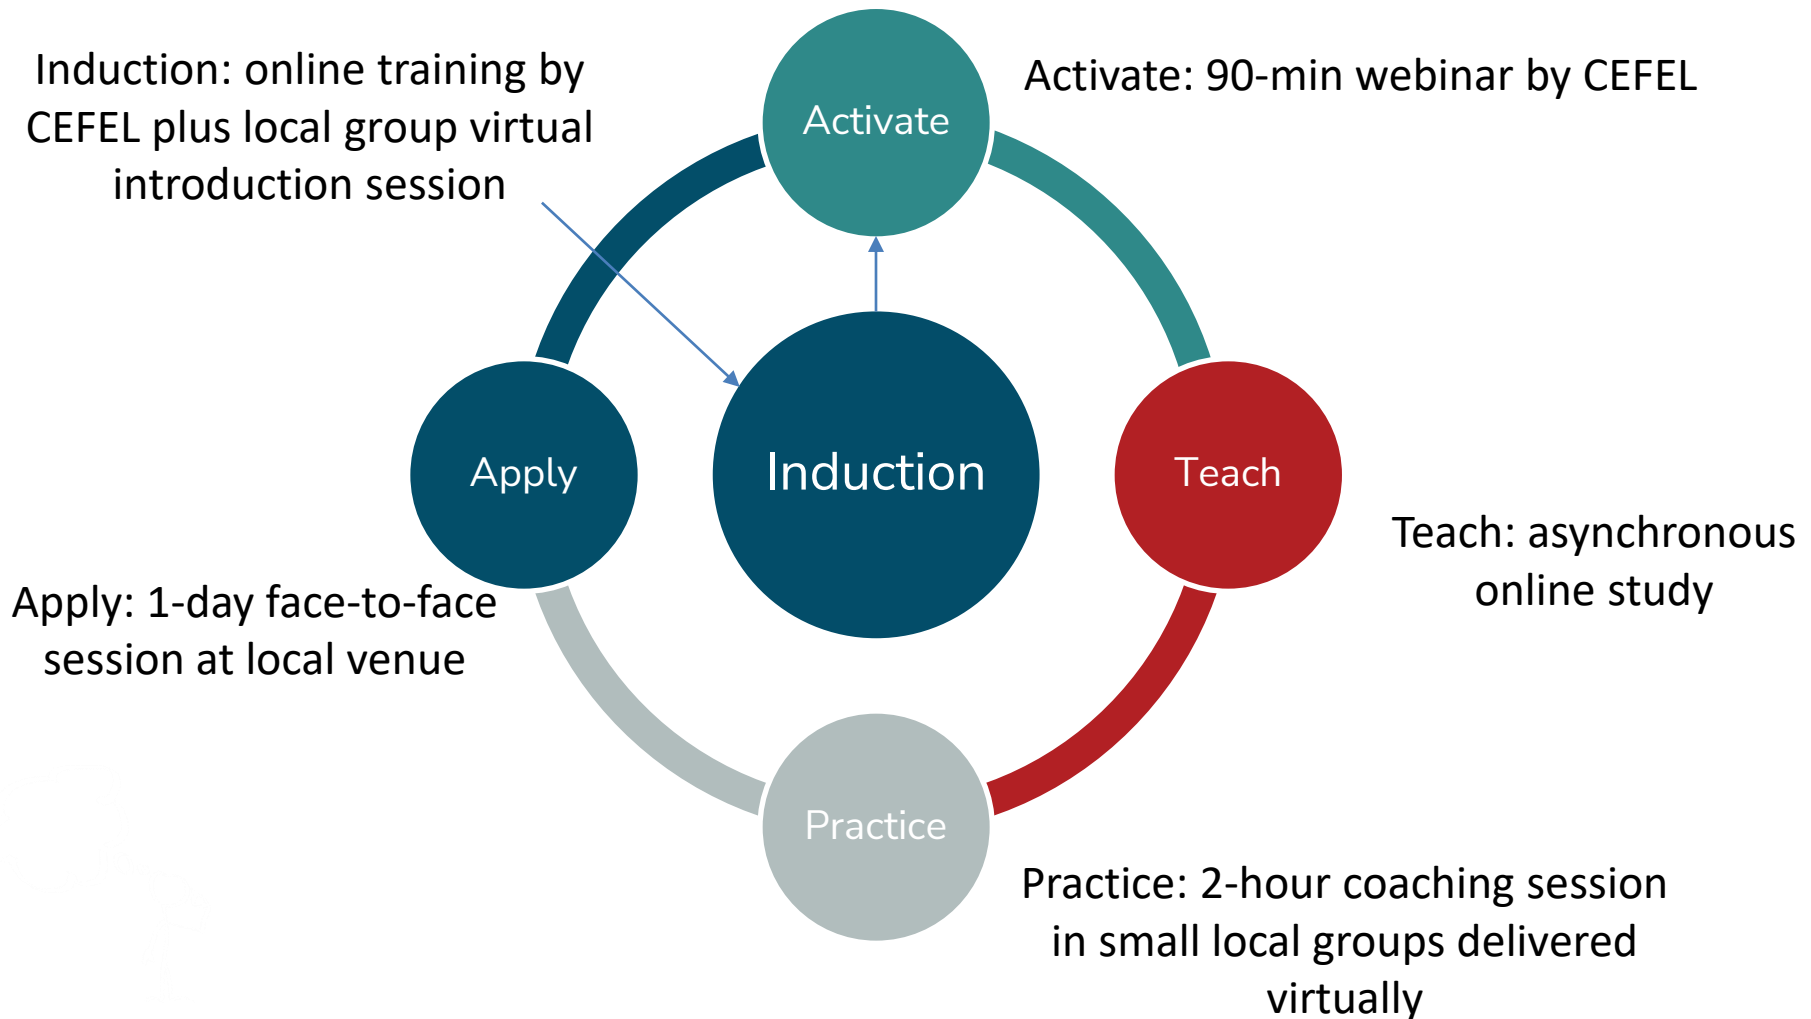 Induction: online training by
CEFEL plus local group virtual
introduction session
Activate
Activate: 90-min webinar by CEFEL
Apply
Induction
Teach
Teach: asynchronous
online study
Apply: 1-day face-to-face
session at local venue
Practice
Practice: 2-hour coaching session
in small local groups delivered
virtually